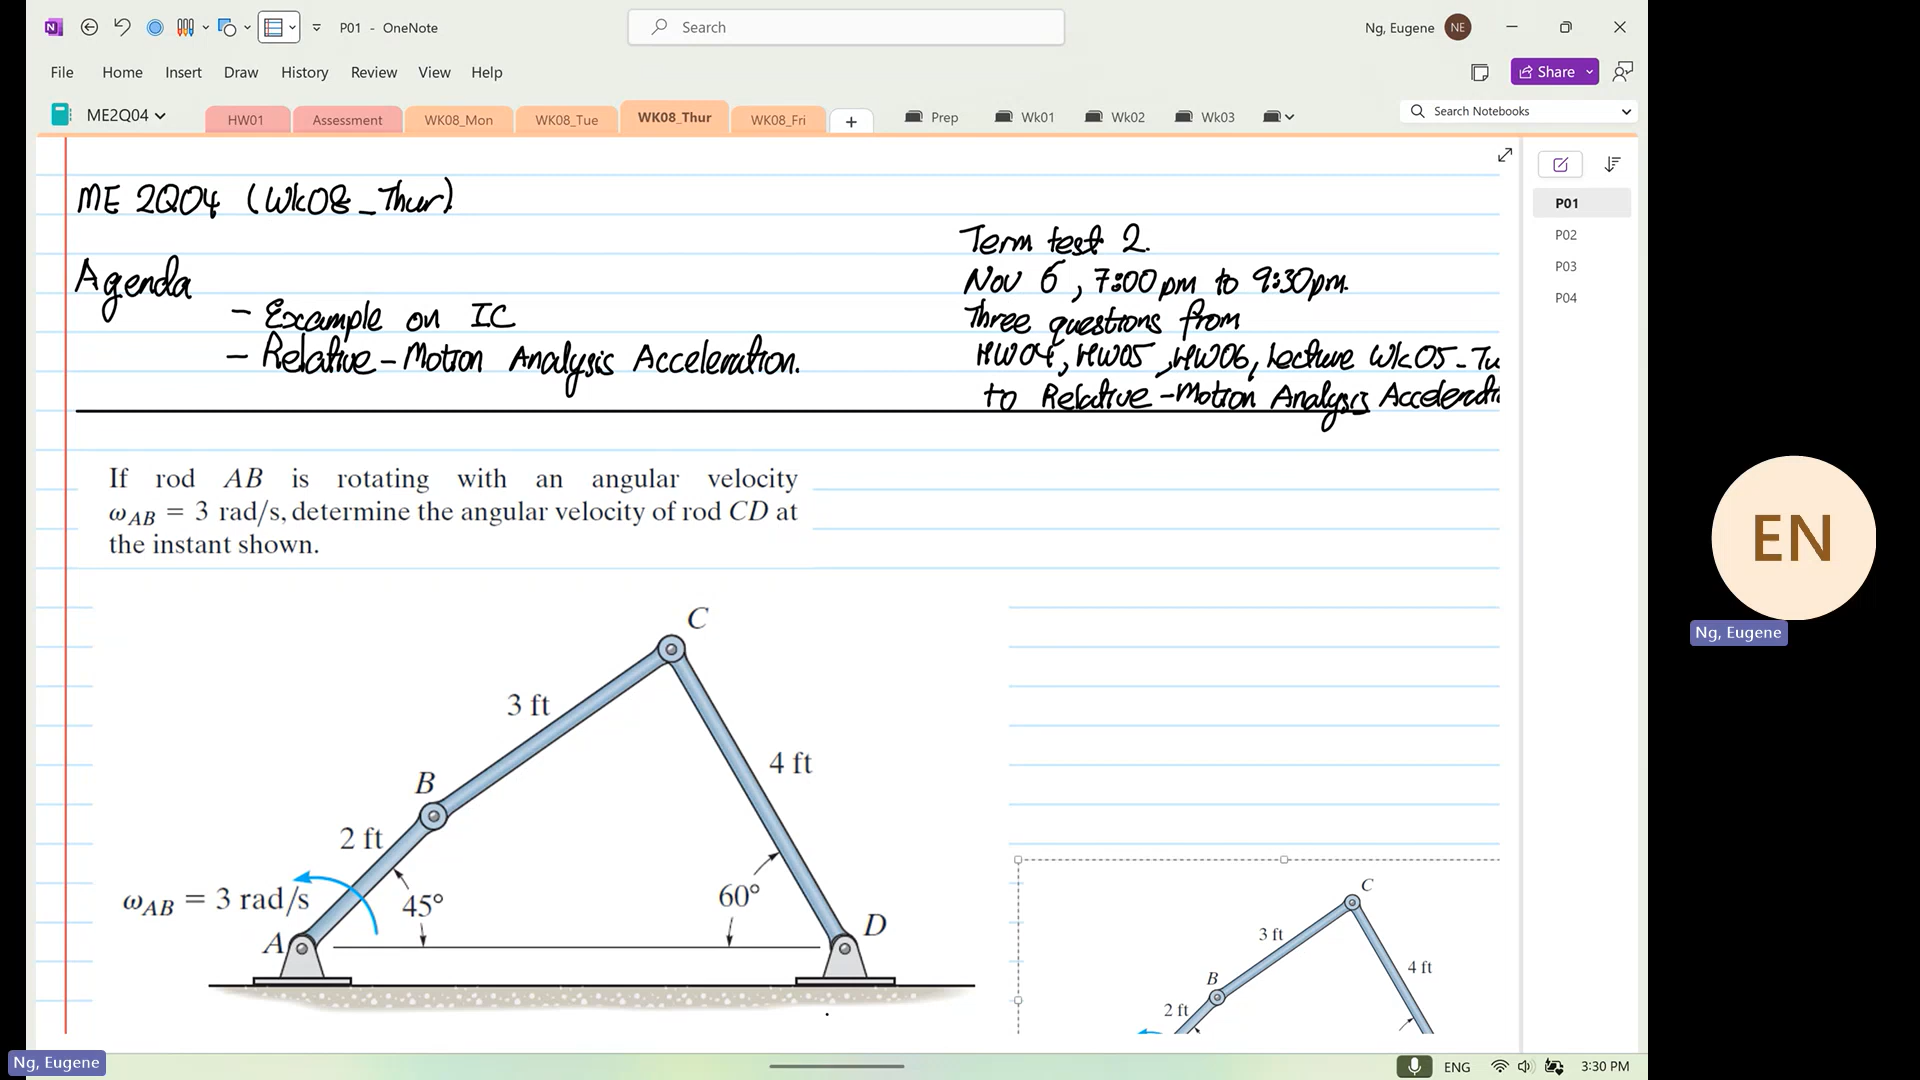 P01 - OneNote
Search
Ng, Eugene
NE
File
Home
Insert
Draw
History
Review
View
Help
Share
ME2Q04
HW01
Assessment
WK08_Mon
WK08_Tue
WK08_Thur
WK08_Fri
Prep
Wk01
Wk02
Wk03
Search Notebooks
P01
P02
P03
P04
ME 2Q04 (Wk08_Thur)
Agenda
- Example on IC
- Relative-Motion Analysis Acceleration.
Term test 2.
Nov 6, 7:00pm to 9:30pm.
Three questions from
HW04, HW05, HW06, Lecture Wk05-Tu
to Relative-Motion Analysis Accelerati
If rod AB is rotating with an angular velocity
ωAB = 3 rad/s, determine the angular velocity of rod CD at
the instant shown.
C
3 ft
B
4 ft
2 ft
ωAB = 3 rad/s
45°
60°
A
D
C
3 ft
B
4 ft
2 ft
EN
Ng, Eugene
Ng, Eugene
ENG
3:30 PM